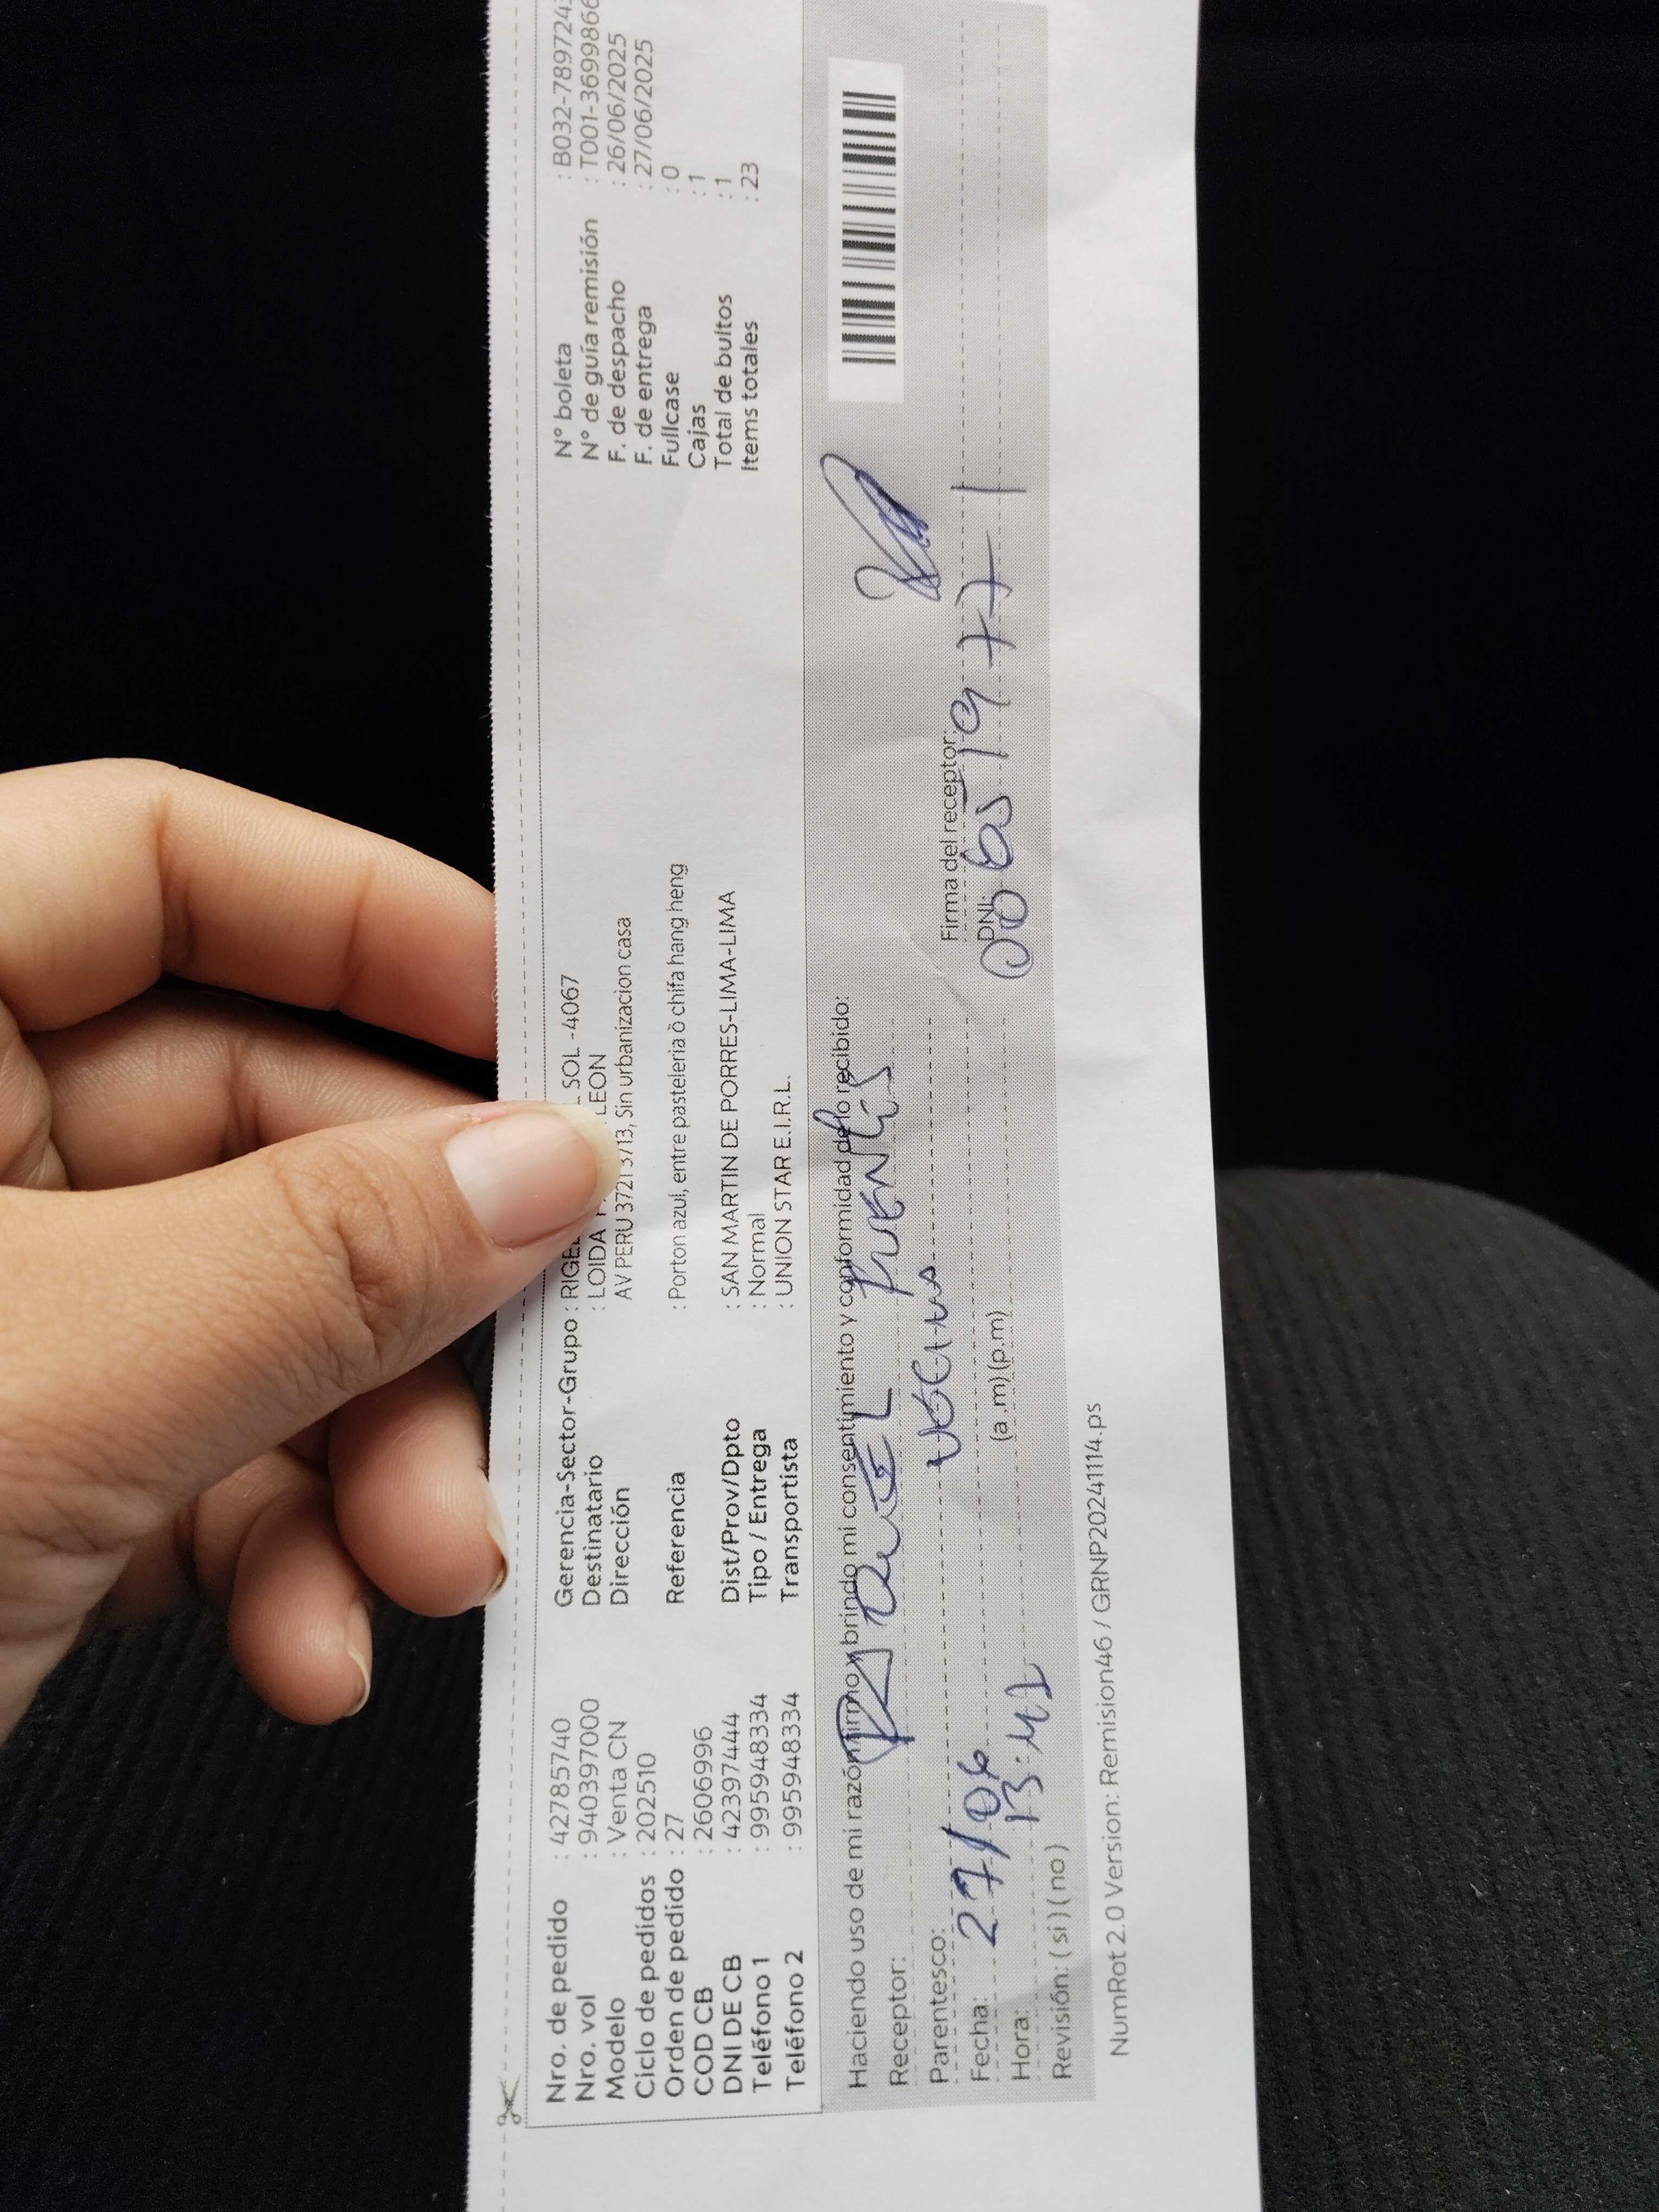 Nro. de pedido : 42785740
Nro. vol : 940397000
Modelo : Venta CN
Ciclo de pedidos : 202510
Orden de pedido : 27
COD CB : 2606996
DNI DE CB : 42397444
Teléfono 1 : 995948334
Teléfono 2 : 995948334
Gerencia-Sector-Grupo : RIGEL SOL -4067
Destinatario : LOIDA LEON
Dirección AV PERU 3721 3713, Sin urbanizacion casa
Referencia : Porton azul, entre pasteleria ò chifa hang heng
Dist/Prov/Dpto : SAN MARTIN DE PORRES-LIMA-LIMA
Tipo / Entrega : Normal
Transportista : UNION STAR E.I.R.L.
N° boleta : B032-7897243
N° de guía remisión : T001-3699866
F. de despacho : 26/06/2025
F. de entrega : 27/06/2025
Fullcase : 0
Cajas : 1
Total de bultos : 1
Items totales : 23
Haciendo uso de mi razón firmo y brindo mi consentimiento y conformidad de lo recibido:
Receptor:
Parentesco:
Fecha: 27/06
Hora: 13:42 (a.m) (p.m)
Revisión: ( si ) ( no )
Firma del receptor:
DNI:
NumRot 2.0 Version: Remision46 / GRNP20241114.ps